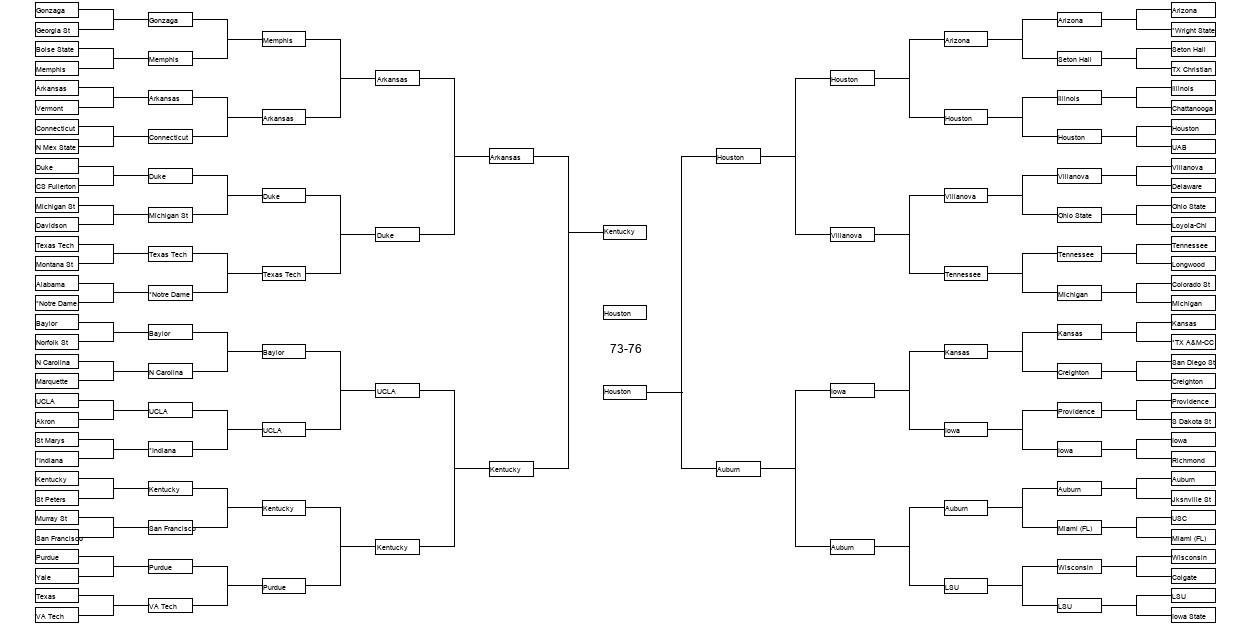 Gonzaga
Georgia St
Boise State
Memphis
Arkansas
Vermont
Connecticut
N Mex State
Duke
CS Fullerton
Michigan St
Davidson
Texas Tech
Montana St
Alabama
*Notre Dame
Baylor
Norfolk St
N Carolina
Marquette
UCLA
Akron
St Marys
*Indiana
Kentucky
St Peters
Murray St
San Francisco
Purdue
Yale
Texas
VA Tech
Gonzaga
Memphis
Arkansas
Connecticut
Duke
Michigan St
Texas Tech
*Notre Dame
Baylor
N Carolina
UCLA
*Indiana
Kentucky
San Francisco
Purdue
VA Tech
Memphis
Arkansas
Duke
Texas Tech
Baylor
UCLA
Kentucky
Purdue
Arkansas
Duke
UCLA
Kentucky
Arkansas
Kentucky
Kentucky
Houston
73-76
Houston
Houston
Auburn
Houston
Villanova
Iowa
Auburn
Arizona
Houston
Villanova
Tennessee
Kansas
Iowa
Auburn
LSU
Arizona
Seton Hall
Illinois
Houston
Villanova
Ohio State
Tennessee
Michigan
Kansas
Creighton
Providence
Iowa
Auburn
Miami (FL)
Wisconsin
LSU
Arizona
*Wright State
Seton Hall
TX Christian
Illinois
Chattanooga
Houston
UAB
Villanova
Delaware
Ohio State
Loyola-Chi
Tennessee
Longwood
Colorado St
Michigan
Kansas
*TX A&M-CC
San Diego St
Creighton
Providence
S Dakota St
Iowa
Richmond
Auburn
Jksnville St
USC
Miami (FL)
Wisconsin
Colgate
LSU
Iowa State